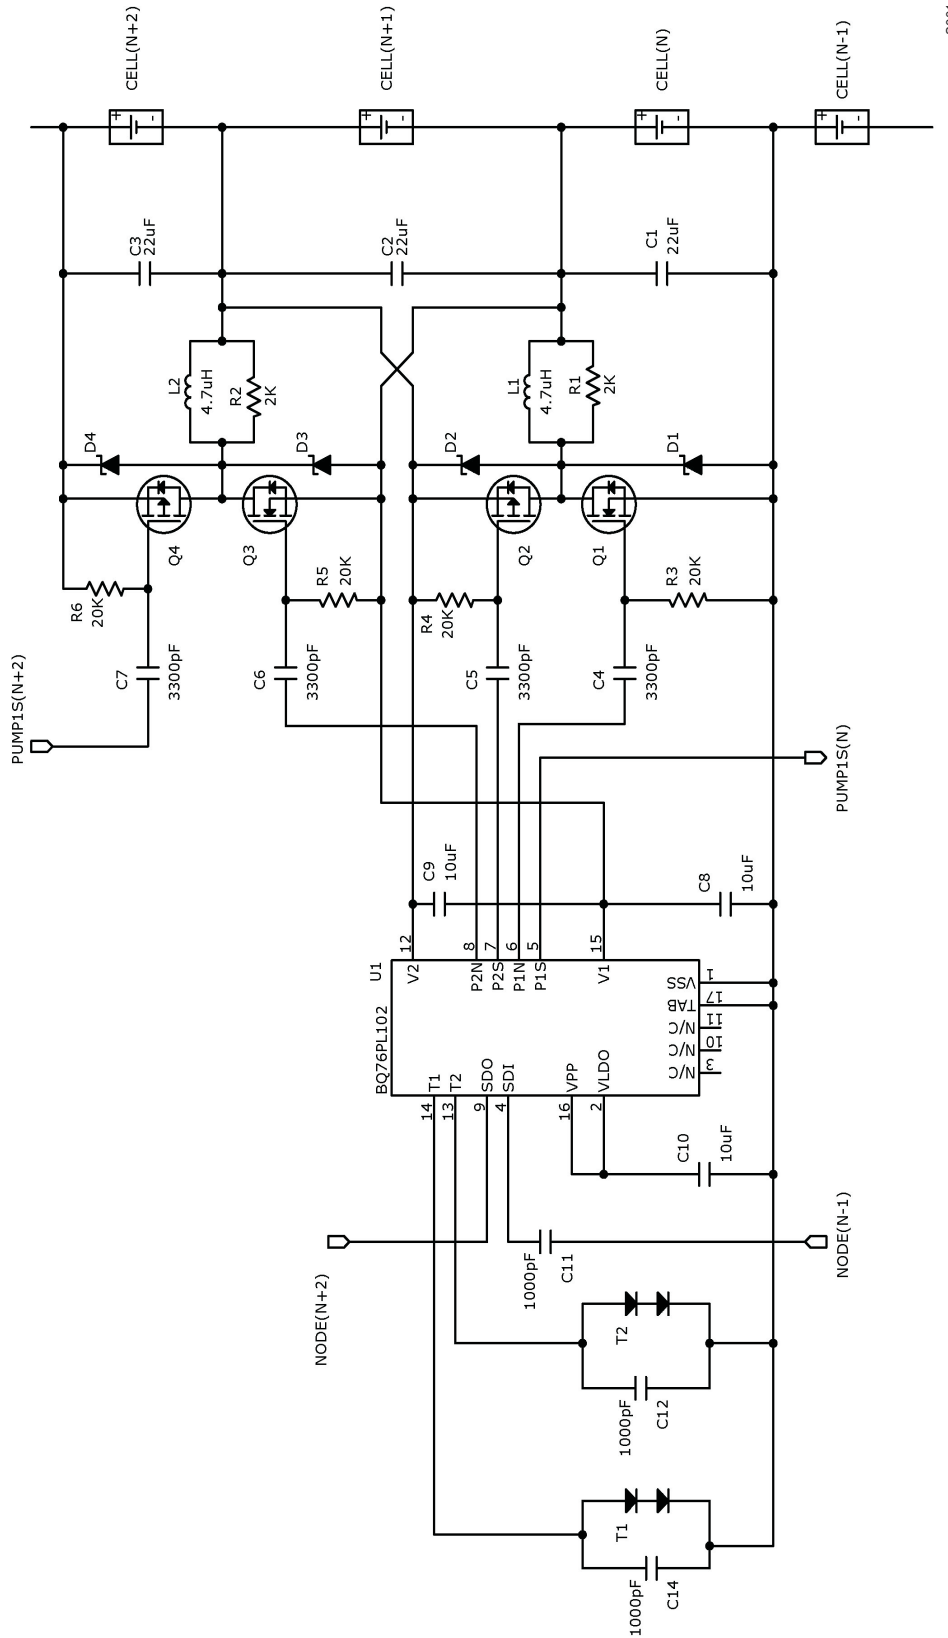 CELL(N+2)
CELL(N+1)
CELL(N)
CELL(N-1)
+
-
+
-
+
-
+
-
C3
22uF
C2
22uF
C1
22uF
L2
4.7uH
R2
2K
L1
4.7uH
R1
2K
D4
D3
D2
D1
Q4
Q3
Q2
Q1
R6
20K
R5
20K
R4
20K
R3
20K
C7
3300pF
C6
3300pF
C5
3300pF
C4
3300pF
PUMP1S(N+2)
PUMP1S(N)
C9
10uF
C8
10uF
U1
BQ76PL102
12
V2
8
P2N
7
P2S
6
P1N
5
P1S
15
V1
VSS
1
TAB
17
N/C
11
N/C
10
N/C
3
14
T1
13
T2
9
SDO
4
SDI
16
VPP
2
VLDO
C10
10uF
NODE(N+2)
NODE(N-1)
1000pF
C11
T2
1000pF
C12
T1
1000pF
C14